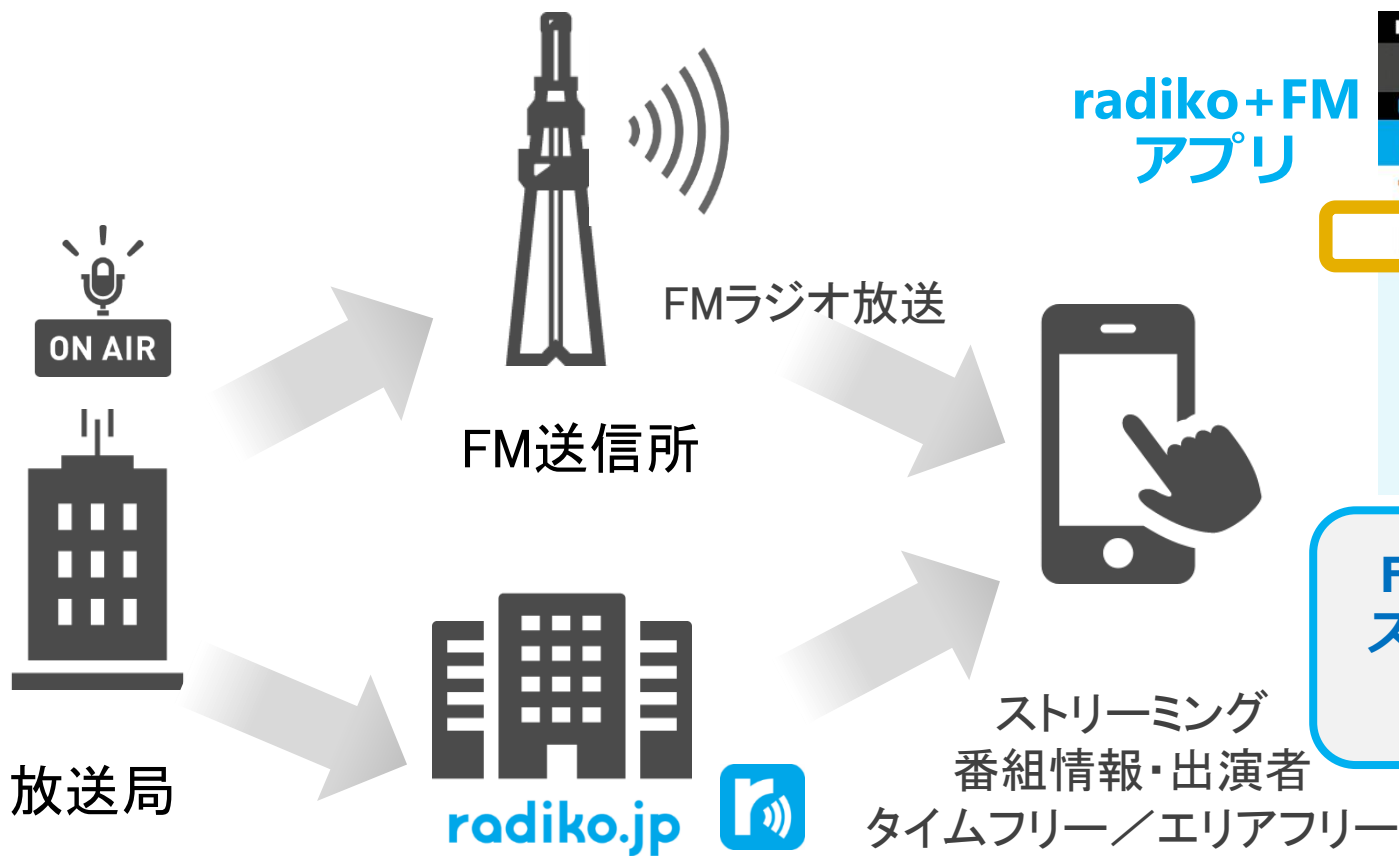 radiko+FM
アプリ
ON AIR
FMラジオ放送
FM送信所
ス
ストリーミング
番組情報・出演者
タイムフリー／エリアフリー
放送局
radiko.jp